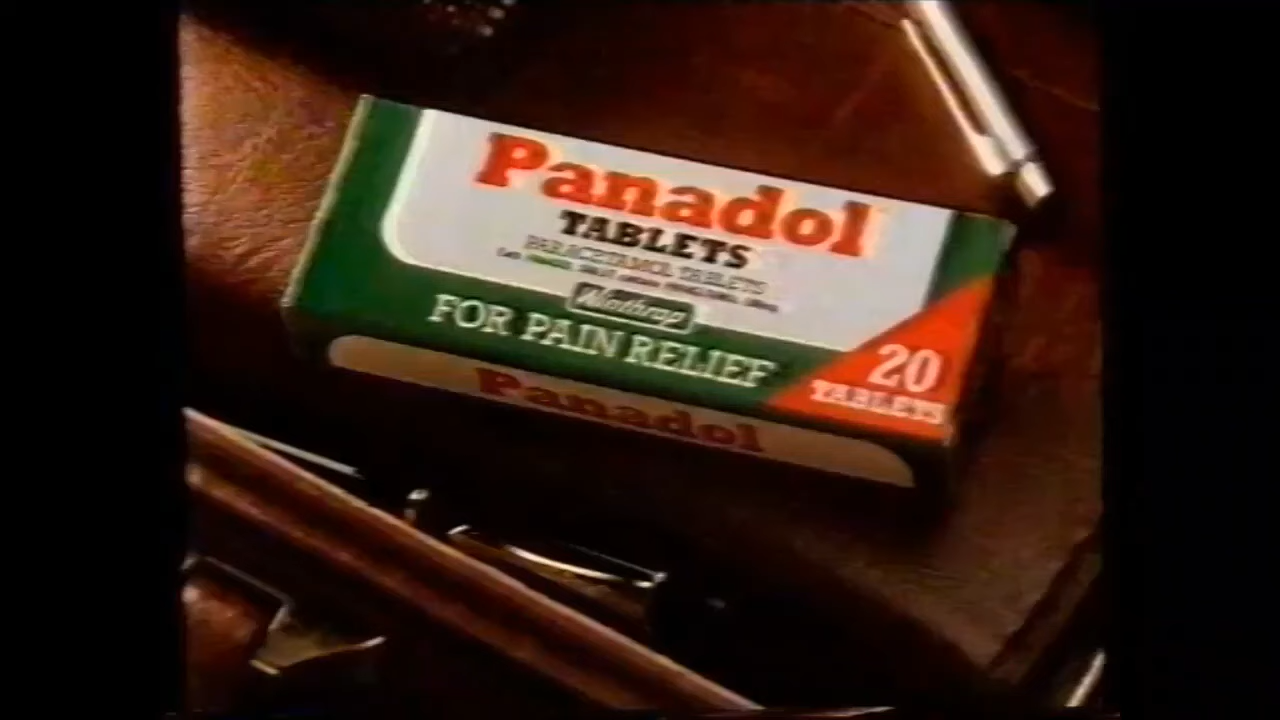 Panadol
TABLETS
PARACETAMOL TABLETS
Winthrop
FOR PAIN RELIEF
20
TABLETS
Panadol